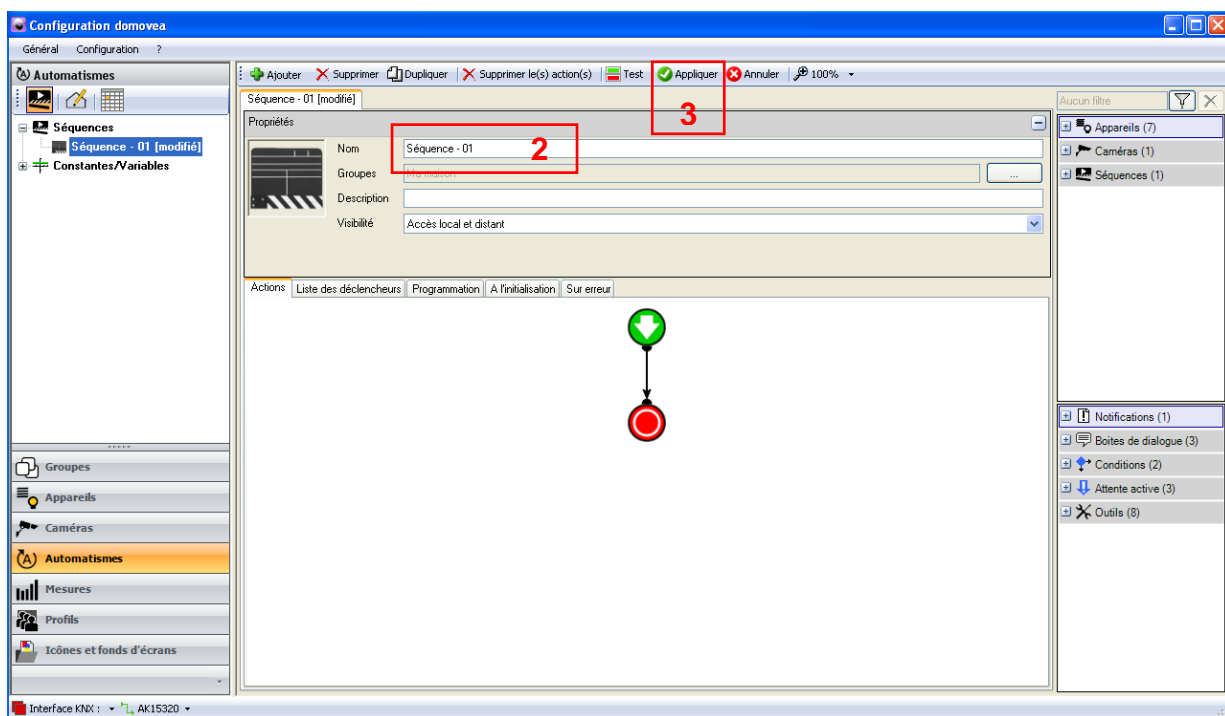 Configuration domovea
Général Configuration ?
Automatismes
Séquences
Séquence - 01 [modifié]
Constantes/Variables
Groupes
Appareils
Caméras
Automatismes
Mesures
Profils
Icônes et fonds d'écrans
Ajouter Supprimer Dupliquer Supprimer le(s) action(s) Test Appliquer Annuler 100%
Séquence - 01 [modifié]
3
Propriétés
Nom Séquence - 01
2
Groupes Ma maison ...
Description
Visibilité Accès local et distant
Actions Liste des déclencheurs Programmation A l'initialisation Sur erreur
Aucun filtre
Appareils (7)
Caméras (1)
Séquences (1)
Notifications (1)
Boites de dialogue (3)
Conditions (2)
Attente active (3)
Outils (8)
Interface KNX : AK15320